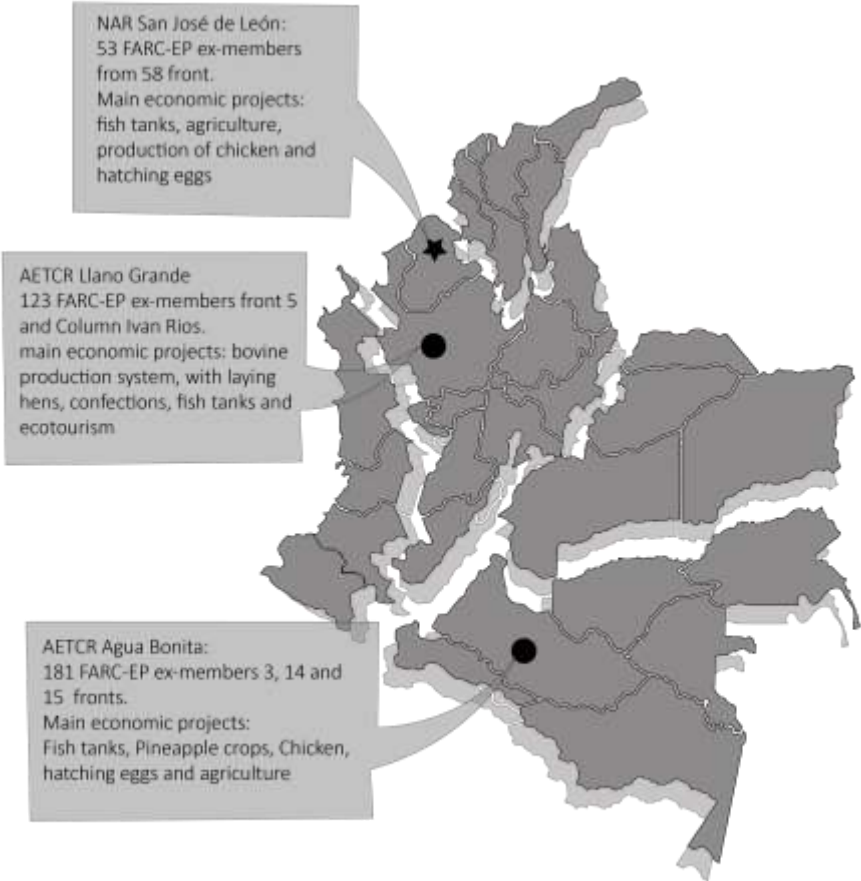 NAR San José de León:
53 FARC-EP ex-members
from 58 front.
Main economic projects:
fish tanks, agriculture,
production of chicken and
hatching eggs
AETCR Llano Grande
123 FARC-EP ex-members front 5
and Column Ivan Rios.
main economic projects: bovine
production system, with laying
hens, confections, fish tanks and
ecotourism
AETCR Agua Bonita:
181 FARC-EP ex-members 3, 14 and
15 fronts.
Main economic projects:
Fish tanks, Pineapple crops, Chicken,
hatching eggs and agriculture